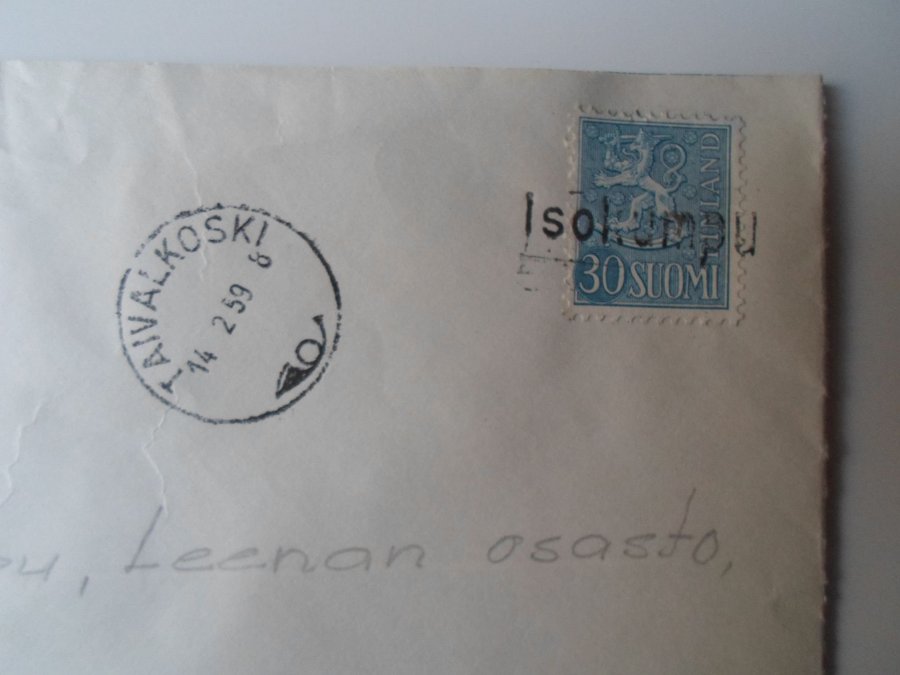 TAIVALKOSKI
14.2.59 8
Isokumpu
FINLAND
30 SUOMI
Leenan osasto,